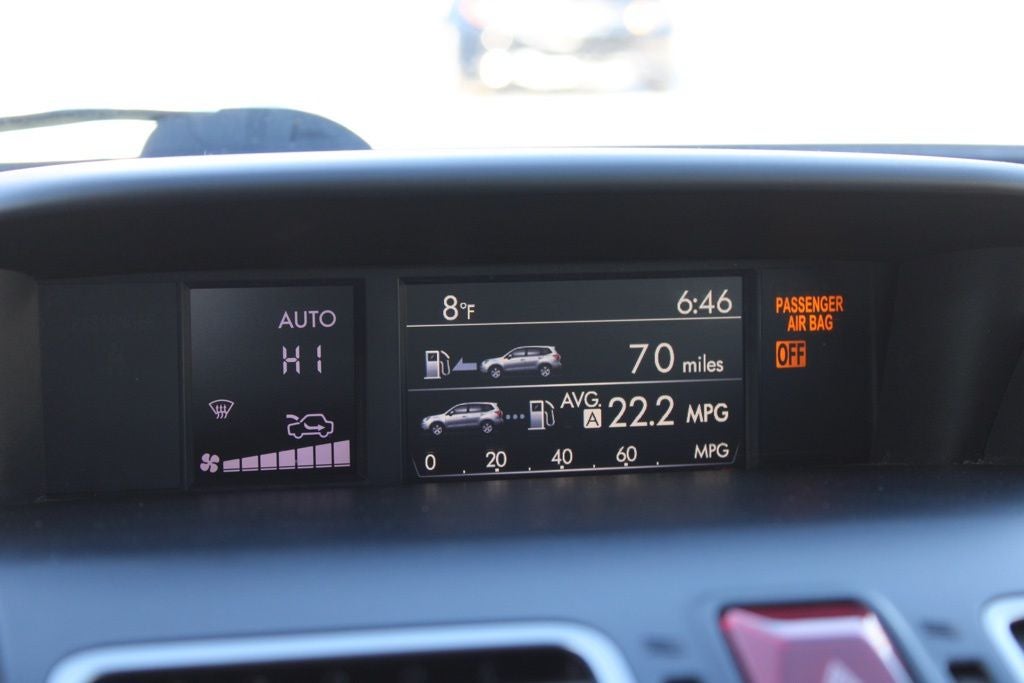 AUTO
HI
8°F 6:46
70 miles
AVG.
A 22.2 MPG
0 20 40 60 MPG
PASSENGER
AIR BAG
OFF